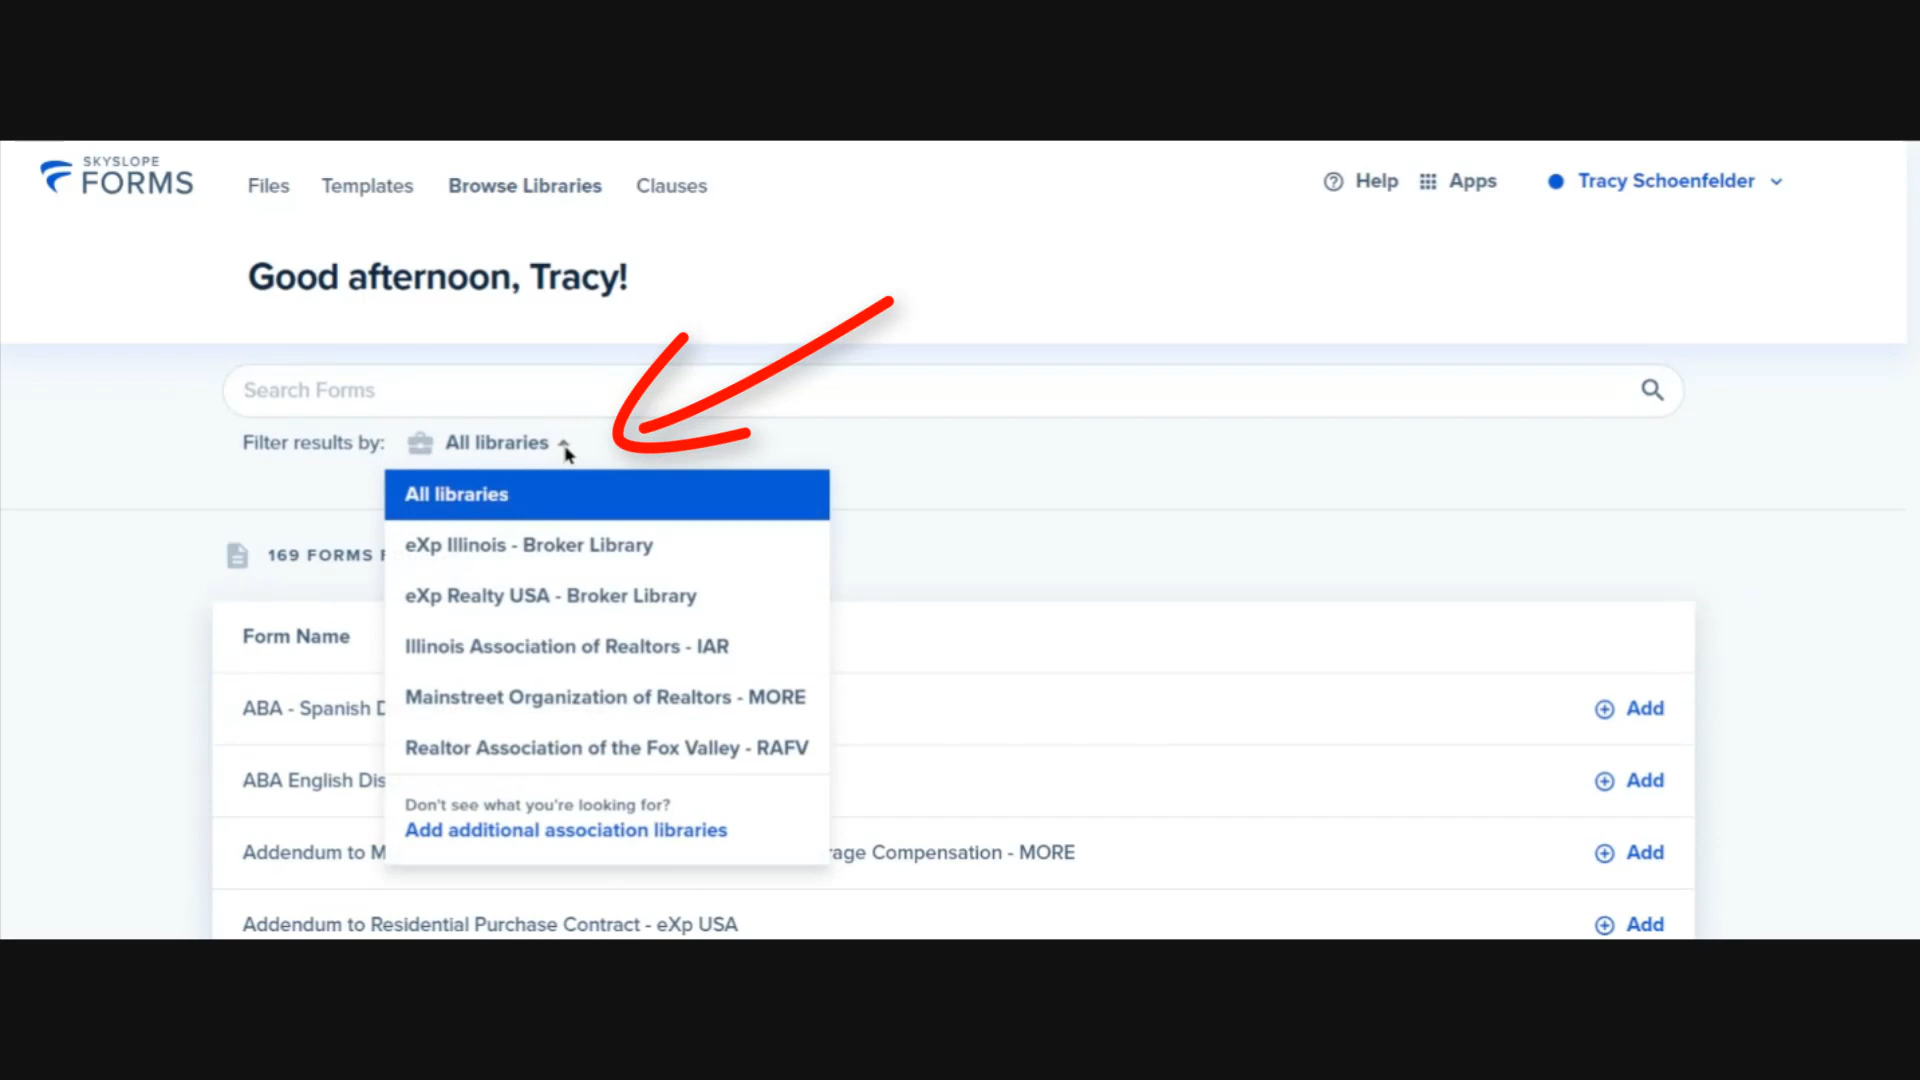 SKYSLOPE
FORMS
Files
Templates
Browse Libraries
Clauses
Help
Apps
Tracy Schoenfelder
Good afternoon, Tracy!
Search Forms
Filter results by:
All libraries
All libraries
eXp Illinois - Broker Library
eXp Realty USA - Broker Library
Illinois Association of Realtors - IAR
Mainstreet Organization of Realtors - MORE
Realtor Association of the Fox Valley - RAFV
Don't see what you're looking for?
Add additional association libraries
169 FORMS
Form Name
ABA - Spanish
Add
ABA English
Add
Addendum to
Compensation - MORE
Add
Addendum to Residential Purchase Contract - eXp USA
Add